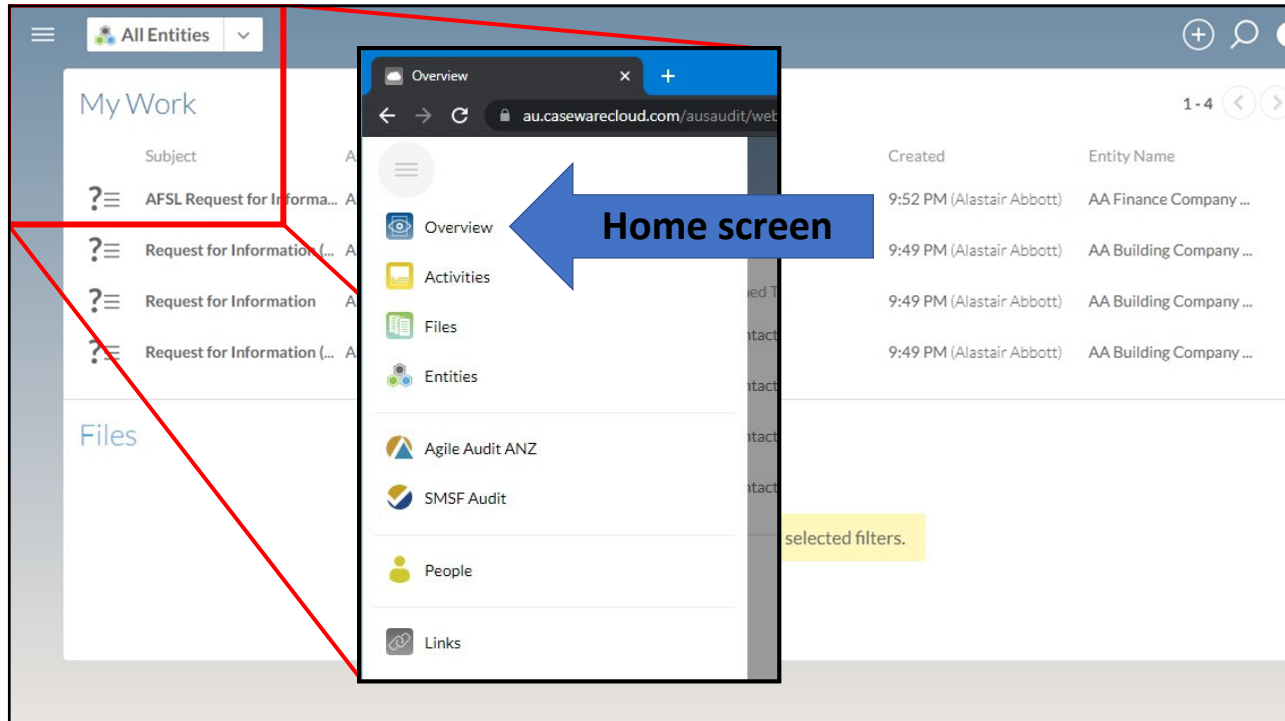 All Entities
My Work
1 - 4
Subject
A
Created
Entity Name
AFSL Request for Informa... A
9:52 PM (Alastair Abbott)
AA Finance Company ...
Request for Information (... A
9:49 PM (Alastair Abbott)
AA Building Company ...
Request for Information A
9:49 PM (Alastair Abbott)
AA Building Company ...
Request for Information (... A
9:49 PM (Alastair Abbott)
AA Building Company ...
Files
selected filters.
Overview
au.casewarecloud.com/ausaudit/web
Overview
Home screen
Activities
Files
Entities
Agile Audit ANZ
SMSF Audit
People
Links